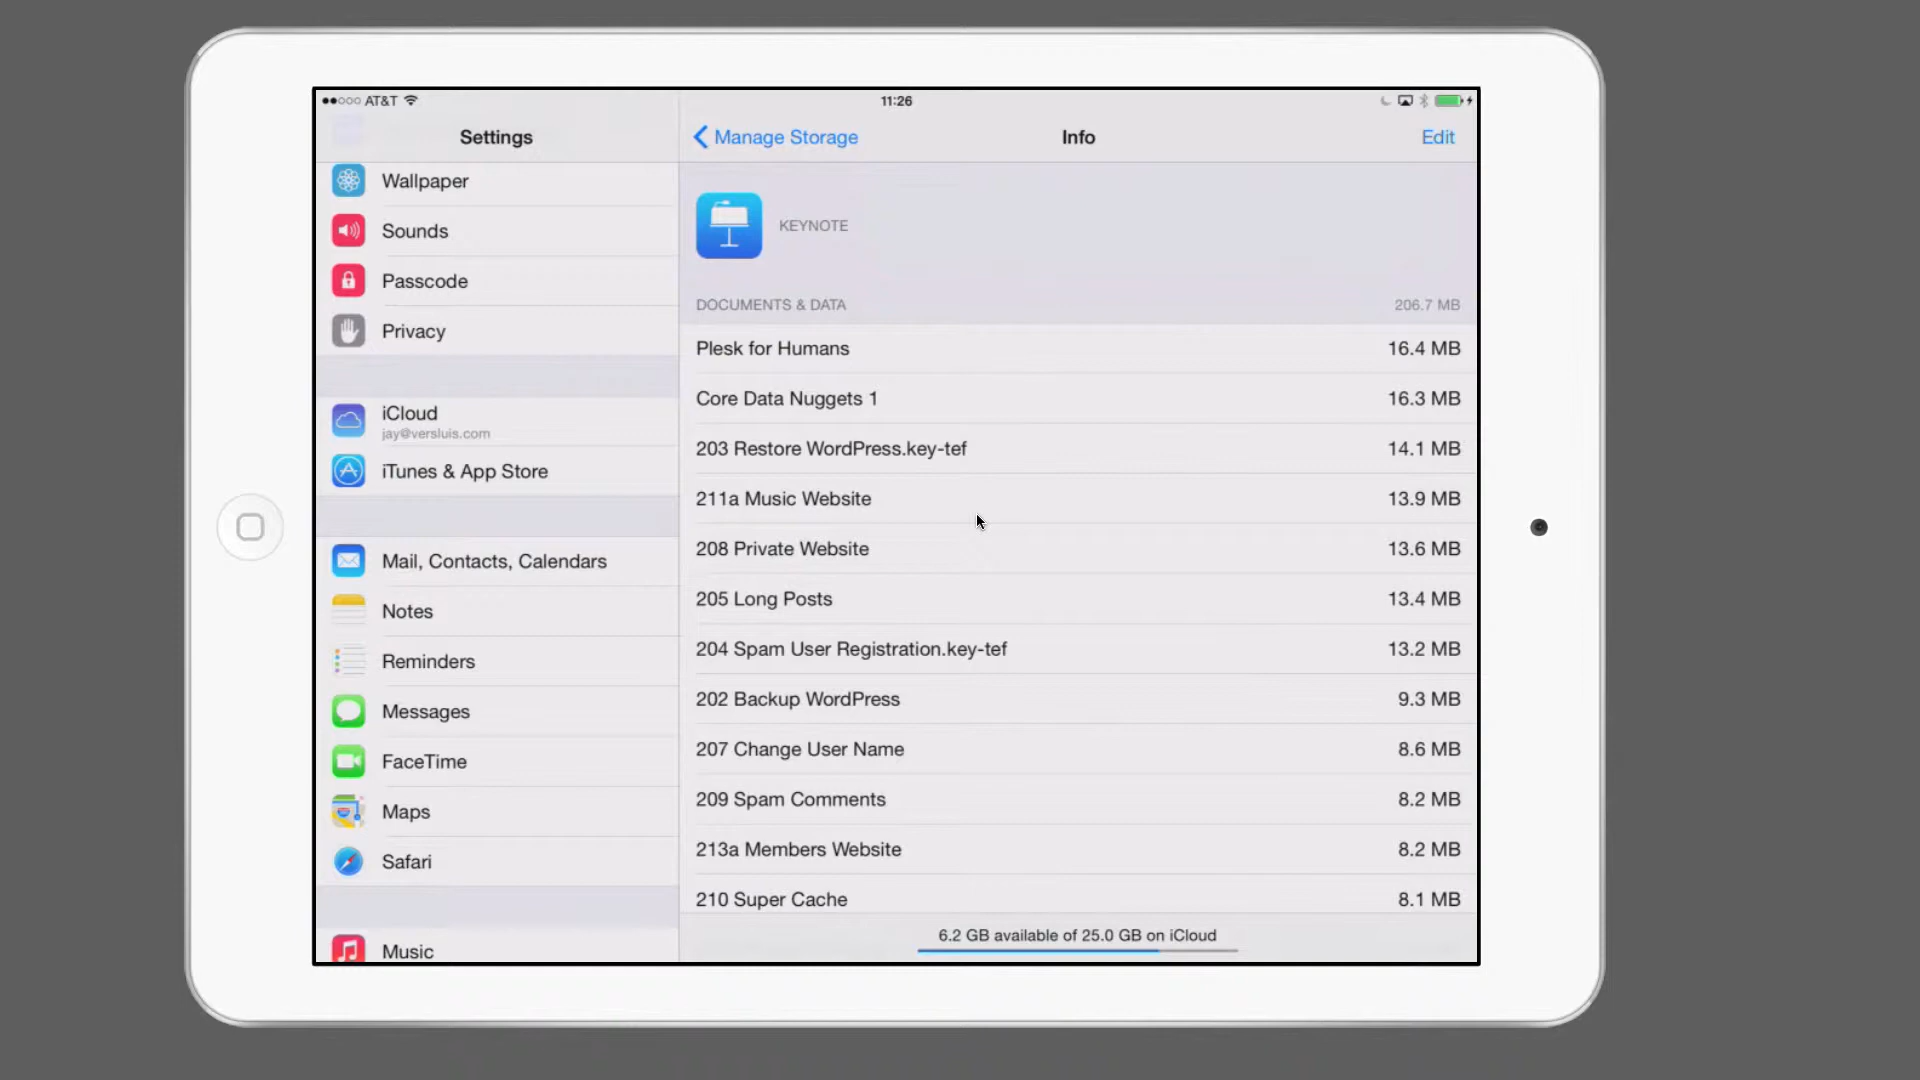 AT&T
11:26
Settings
Wallpaper
Sounds
Passcode
Privacy
iCloud
jay@versluis.com
iTunes & App Store
Mail, Contacts, Calendars
Notes
Reminders
Messages
FaceTime
Maps
Safari
Music
Manage Storage
Info
Edit
KEYNOTE
DOCUMENTS & DATA 206.7 MB
Plesk for Humans 16.4 MB
Core Data Nuggets 1 16.3 MB
203 Restore WordPress.key-tef 14.1 MB
211a Music Website 13.9 MB
208 Private Website 13.6 MB
205 Long Posts 13.4 MB
204 Spam User Registration.key-tef 13.2 MB
202 Backup WordPress 9.3 MB
207 Change User Name 8.6 MB
209 Spam Comments 8.2 MB
213a Members Website 8.2 MB
210 Super Cache 8.1 MB
6.2 GB available of 25.0 GB on iCloud